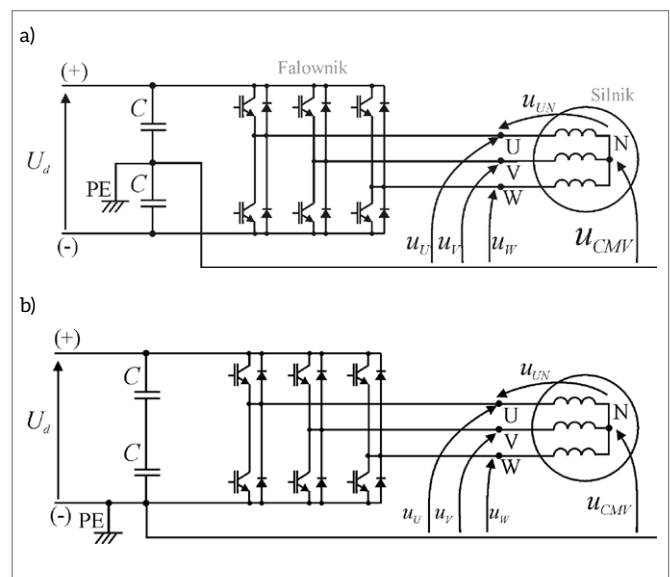 a)
(+)
Falownik
Silnik
C
u_UN
N
U
U_d
V
PE
C
W
(-)
u_U u_V u_W
u_CMV
b)
(+)
C
u_UN
N
U
U_d
V
C
W
(-)
PE
u_U u_V u_W
u_CMV